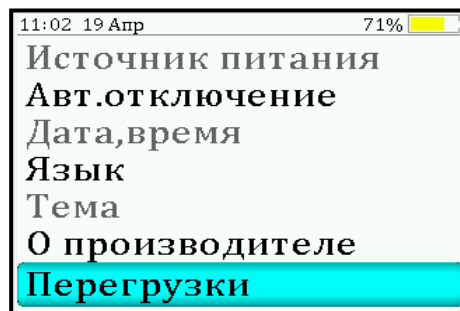 11:02 19 Апр 71%
Источник питания
Авт.отключение
Дата,время
Язык
Тема
О производителе
Перегрузки